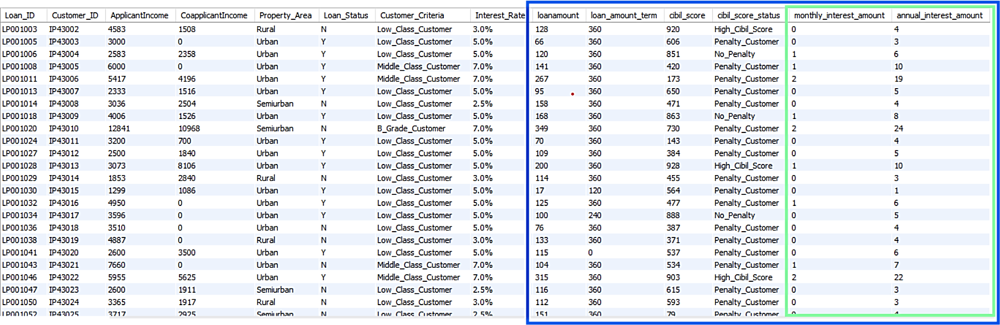 Loan_ID Customer_ID ApplicantIncome CoapplicantIncome Property_Area Loan_Status Customer_Criteria Interest_Rate loanamount loan_amount_term cibil_score cibil_score_status monthly_interest_amount annual_interest_amount
LP001003 IP43002 4583 1508 Rural N Low_Class_Customer 3.0% 128 360 920 High_Cibil_Score 0 4
LP001005 IP43003 3000 0 Urban Y Low_Class_Customer 5.0% 66 360 606 Penalty_Customer 0 3
LP001006 IP43004 2583 2358 Urban Y Low_Class_Customer 5.0% 120 360 851 No_Penalty 1 6
LP001008 IP43005 6000 0 Urban Y Middle_Class_Customer 7.0% 141 360 420 Penalty_Customer 1 10
LP001011 IP43006 5417 4196 Urban Y Middle_Class_Customer 7.0% 267 360 173 Penalty_Customer 2 19
LP001013 IP43007 2333 1516 Urban Y Low_Class_Customer 5.0% 95 360 650 Penalty_Customer 0 5
LP001014 IP43008 3036 2504 Semiurban N Low_Class_Customer 2.5% 158 360 471 Penalty_Customer 0 4
LP001018 IP43009 4006 1526 Urban Y Low_Class_Customer 5.0% 168 360 863 No_Penalty 1 8
LP001020 IP43010 12841 10968 Semiurban N B_Grade_Customer 7.0% 349 360 730 Penalty_Customer 2 24
LP001024 IP43011 3200 700 Urban Y Low_Class_Customer 5.0% 70 360 143 Penalty_Customer 0 4
LP001027 IP43012 2500 1840 Urban Y Low_Class_Customer 5.0% 109 360 384 Penalty_Customer 0 5
LP001028 IP43013 3073 8106 Urban Y Low_Class_Customer 5.0% 200 360 928 High_Cibil_Score 1 10
LP001029 IP43014 1853 2840 Rural N Low_Class_Customer 3.0% 114 360 455 Penalty_Customer 0 3
LP001030 IP43015 1299 1086 Urban Y Low_Class_Customer 5.0% 17 120 564 Penalty_Customer 0 1
LP001032 IP43016 4950 0 Urban Y Low_Class_Customer 5.0% 125 360 477 Penalty_Customer 1 6
LP001034 IP43017 3596 0 Urban Y Low_Class_Customer 5.0% 100 240 888 No_Penalty 0 5
LP001036 IP43018 3510 0 Urban N Low_Class_Customer 5.0% 76 360 387 Penalty_Customer 0 4
LP001038 IP43019 4887 0 Rural N Low_Class_Customer 3.0% 133 360 371 Penalty_Customer 0 4
LP001041 IP43020 2600 3500 Urban Y Low_Class_Customer 5.0% 115 0 537 Penalty_Customer 0 6
LP001043 IP43021 7660 0 Urban N Middle_Class_Customer 7.0% 104 360 534 Penalty_Customer 1 7
LP001046 IP43022 5955 5625 Urban Y Middle_Class_Customer 7.0% 315 360 903 High_Cibil_Score 2 22
LP001047 IP43023 2600 1911 Semiurban N Low_Class_Customer 2.5% 116 360 615 Penalty_Customer 0 3
LP001050 IP43024 3365 1917 Rural N Low_Class_Customer 3.0% 112 360 593 Penalty_Customer 0 3
LP001052 IP43025 3717 2925 Semiurban N Low_Class_Customer 2.5% 151 360 79 Penalty_Customer 0 4